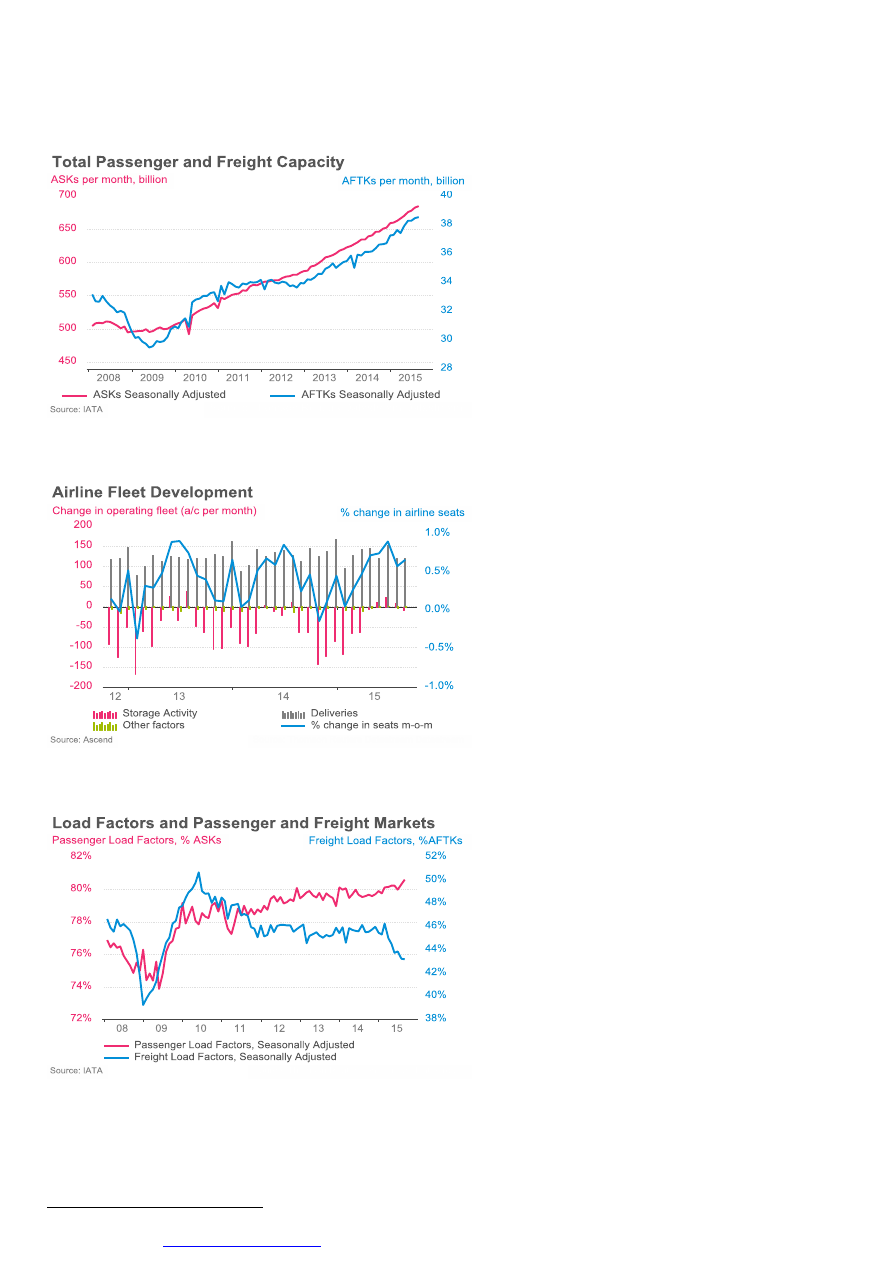 Total Passenger and Freight Capacity
ASKs per month, billion AFTKs per month, billion
700 40
650 38
600 36
550 34
500 32
450 30
28
2008 2009 2010 2011 2012 2013 2014 2015
ASKs Seasonally Adjusted AFTKs Seasonally Adjusted
Source: IATA
Airline Fleet Development
Change in operating fleet (a/c per month) % change in airline seats
200 1.0%
150
100 0.5%
50
0 0.0%
-50
-100 -0.5%
-150
-200 -1.0%
12 13 14 15
Storage Activity Deliveries
Other factors % change in seats m-o-m
Source: Ascend
Load Factors and Passenger and Freight Markets
Passenger Load Factors, % ASKs Freight Load Factors, %AFTKs
82% 52%
80% 50%
48%
78% 46%
76% 44%
74% 42%
40%
72% 38%
08 09 10 11 12 13 14 15
Passenger Load Factors, Seasonally Adjusted
Freight Load Factors, Seasonally Adjusted
Source: IATA